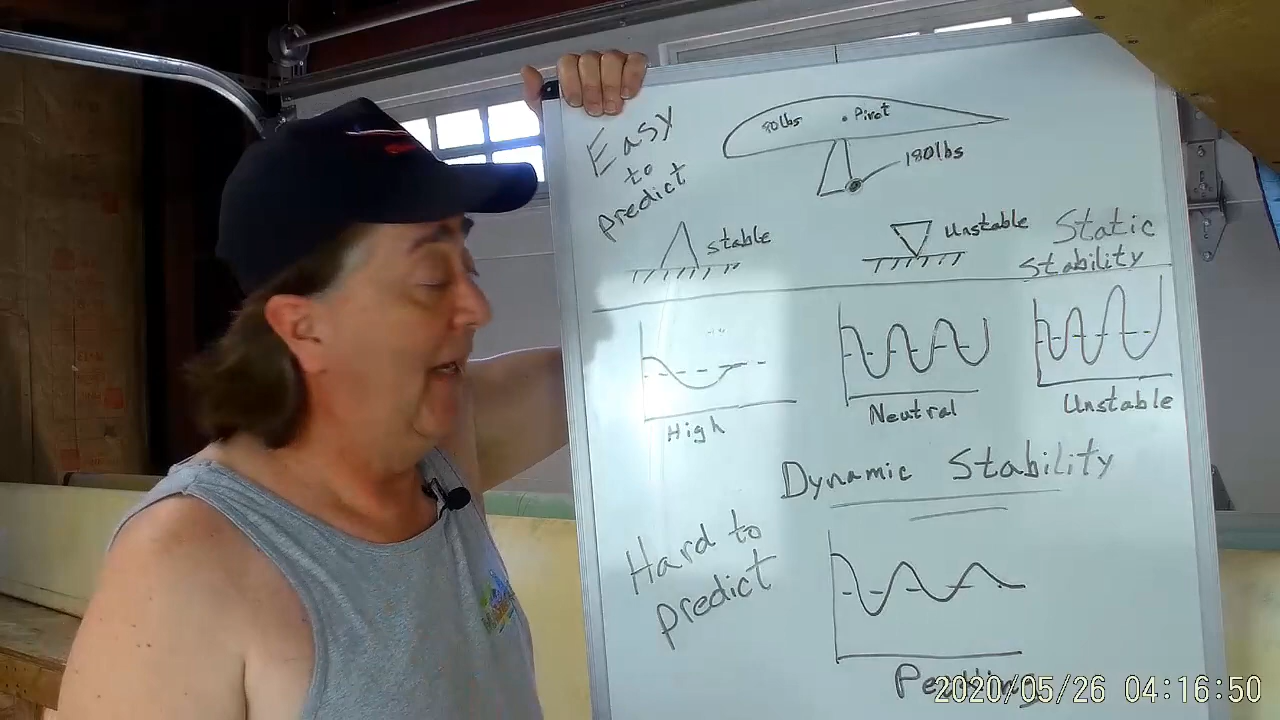 Easy
to
predict
80lbs
Pivot
180lbs
stable
Unstable
Static
Stability
High
Neutral
Unstable
Dynamic Stability
Hard to
predict
2020/05/26 04:16:50